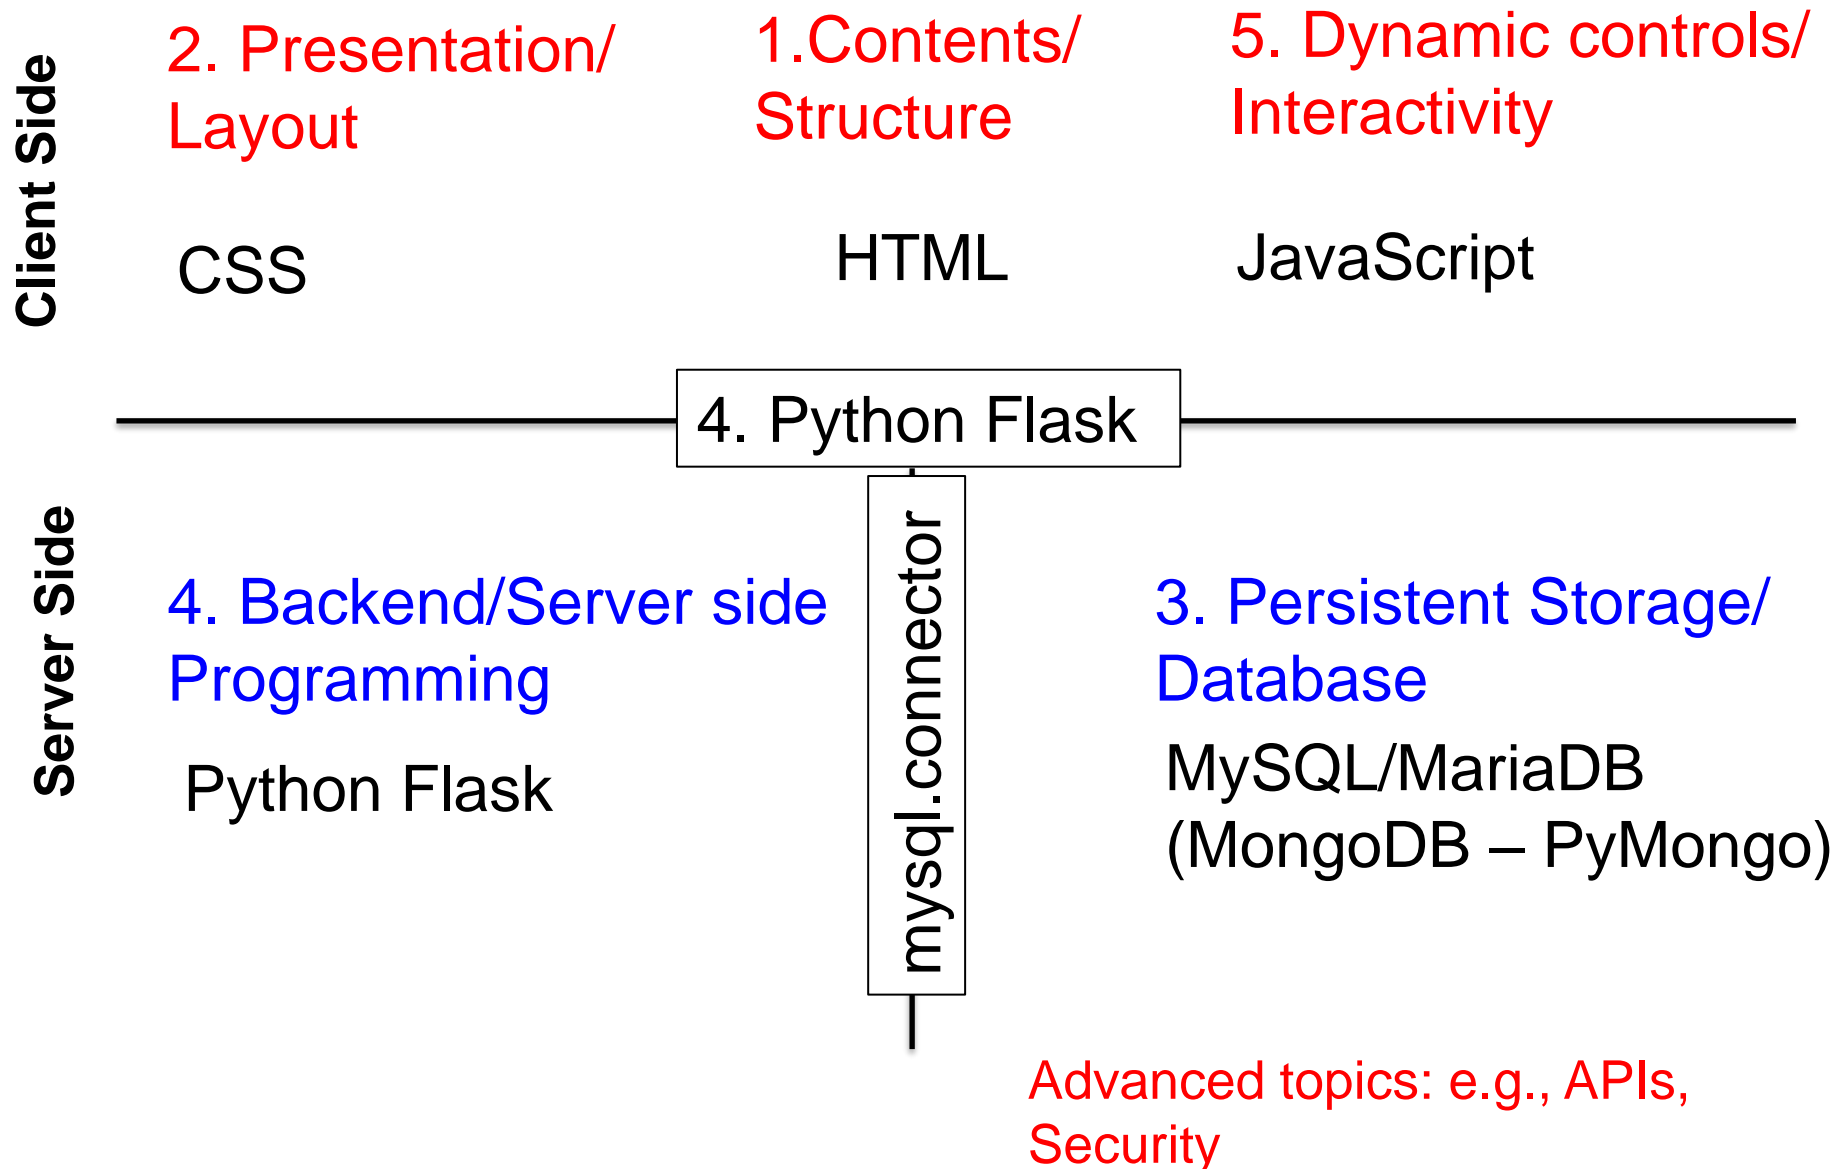 Client Side
2. Presentation/
Layout
CSS
1.Contents/
Structure
HTML
5. Dynamic controls/
Interactivity
JavaScript
4. Python Flask
Server Side
4. Backend/Server side
Programming
Python Flask
mysql.connector
3. Persistent Storage/
Database
MySQL/MariaDB
(MongoDB – PyMongo)
Advanced topics: e.g., APIs,
Security